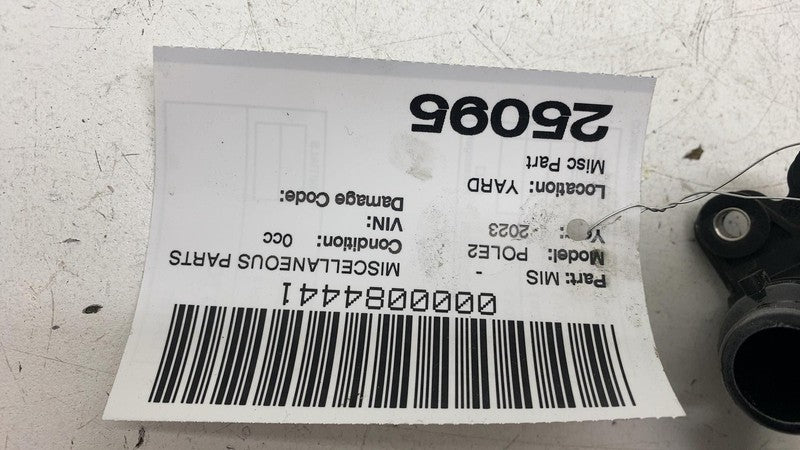 0000084441
Part: MIS - MISCELLANEOUS PARTS
Model: POLE2 Condition: 0cc
2023 VIN:
Damage Code:
Location: YARD
Misc Part
25095